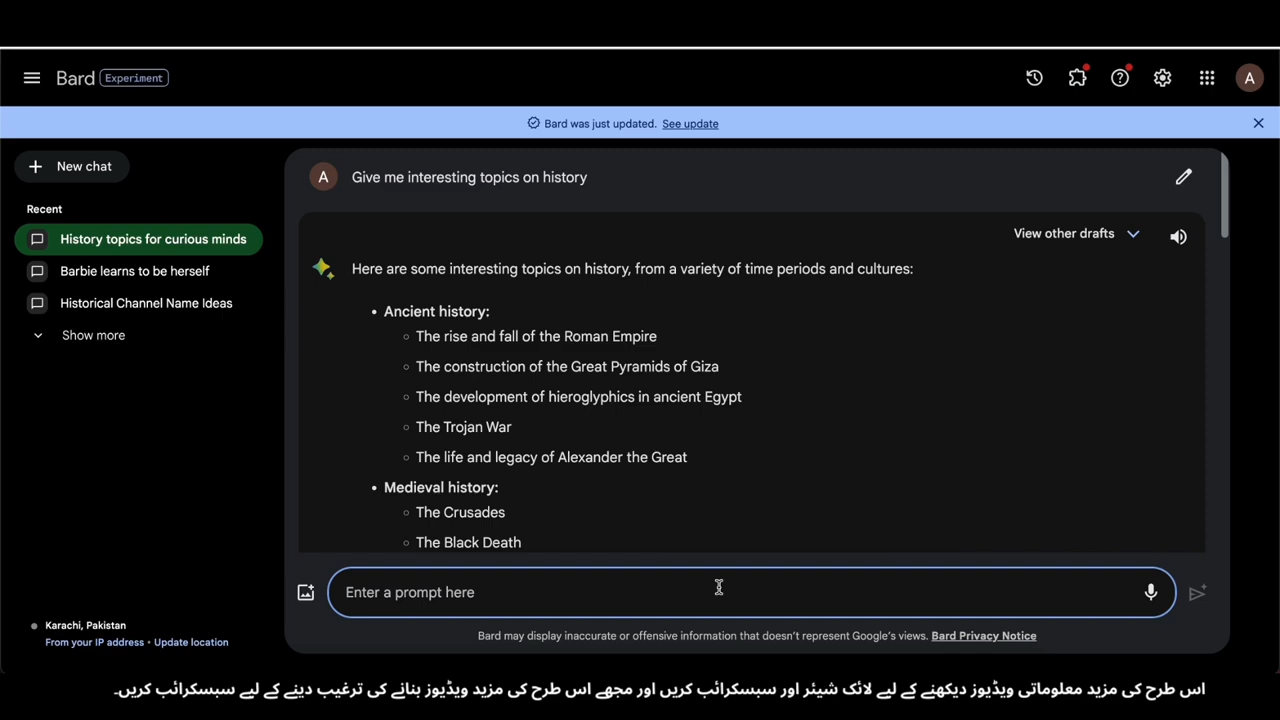 Bard Experiment
A
Bard was just updated. See update
New chat
Recent
History topics for curious minds
Barbie learns to be herself
Historical Channel Name Ideas
Show more
A Give me interesting topics on history
View other drafts
Here are some interesting topics on history, from a variety of time periods and cultures:
• Ancient history:
○ The rise and fall of the Roman Empire
○ The construction of the Great Pyramids of Giza
○ The development of hieroglyphics in ancient Egypt
○ The Trojan War
○ The life and legacy of Alexander the Great
• Medieval history:
○ The Crusades
○ The Black Death
Enter a prompt here
Karachi, Pakistan
From your IP address • Update location
Bard may display inaccurate or offensive information that doesn't represent Google's views. Bard Privacy Notice
اس طرح کی مزید معلوماتی ویڈیوز دیکھنے کے لیے لائک شیئر اور سبسکرائب کریں اور مجھے اس طرح کی مزید ویڈیوز بنانے کی ترغیب دینے کے لیے سبسکرائب کریں۔